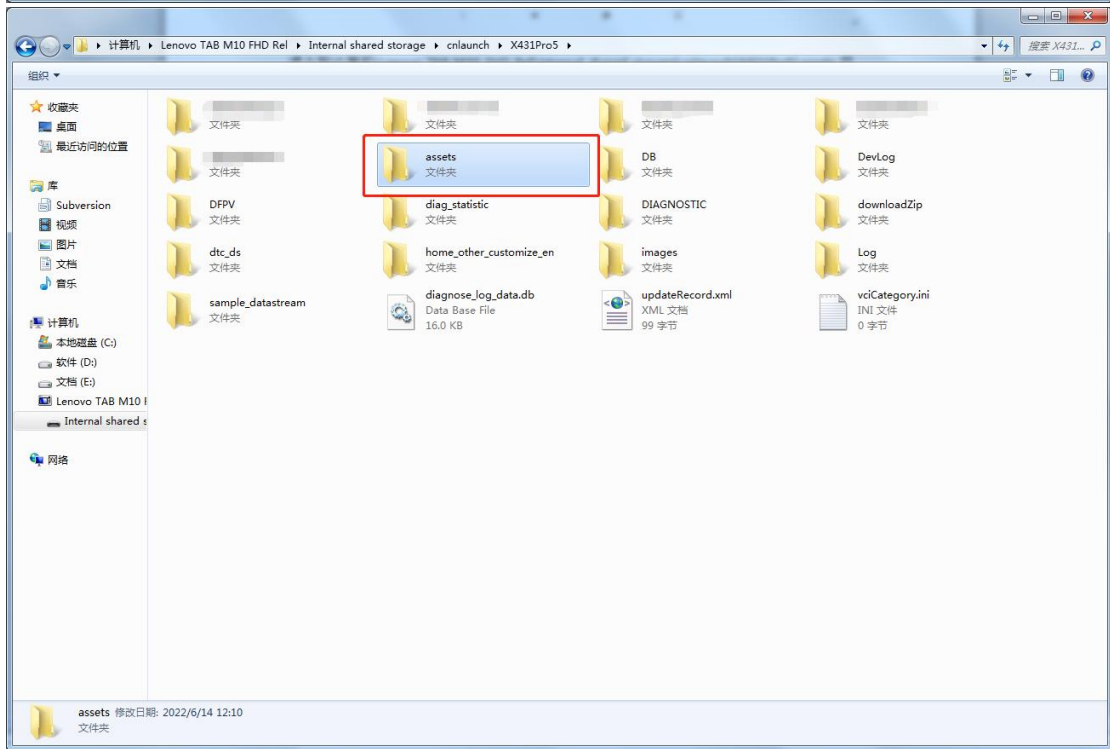 计算机 ▸ Lenovo TAB M10 FHD Rel ▸ Internal shared storage ▸ cnlaunch ▸ X431Pro5 ▸
搜索 X431...
组织
收藏夹
桌面
最近访问的位置
库
Subversion
视频
图片
文档
音乐
计算机
本地磁盘 (C:)
软件 (D:)
文档 (E:)
Lenovo TAB M10 F
Internal shared s
网络
文件夹
文件夹
文件夹
文件夹
文件夹
assets
文件夹
DB
文件夹
DevLog
文件夹
DFPV
文件夹
diag_statistic
文件夹
DIAGNOSTIC
文件夹
downloadZip
文件夹
dtc_ds
文件夹
home_other_customize_en
文件夹
images
文件夹
Log
文件夹
sample_datastream
文件夹
diagnose_log_data.db
Data Base File
16.0 KB
updateRecord.xml
XML 文档
99 字节
vciCategory.ini
INI 文件
0 字节
assets 修改日期: 2022/6/14 12:10
文件夹